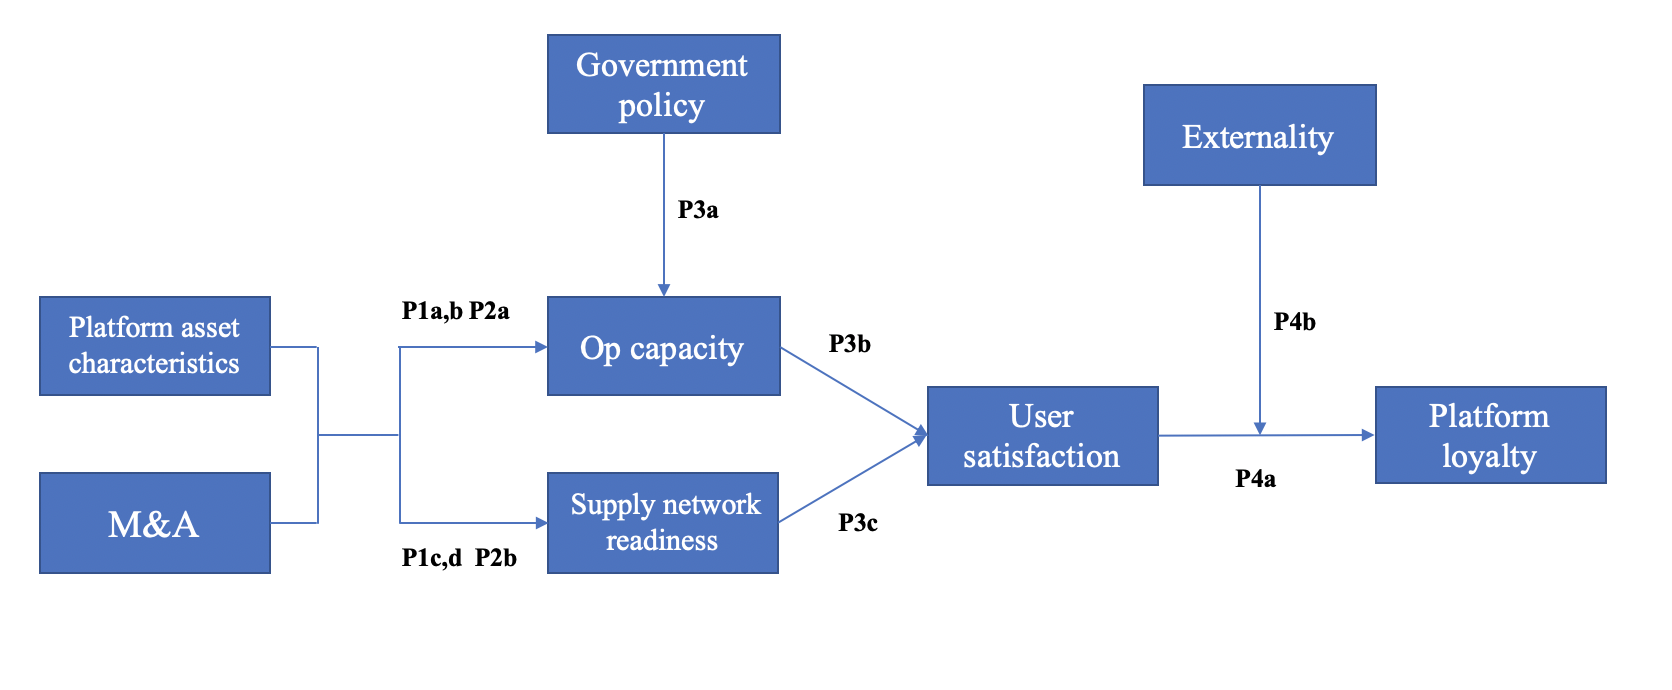 Government
policy
Externality
P3a
Platform asset
characteristics
P1a,b P2a
Op capacity
P3b
P4b
User
satisfaction
Platform
loyalty
P4a
M&A
P1c,d P2b
Supply network
readiness
P3c